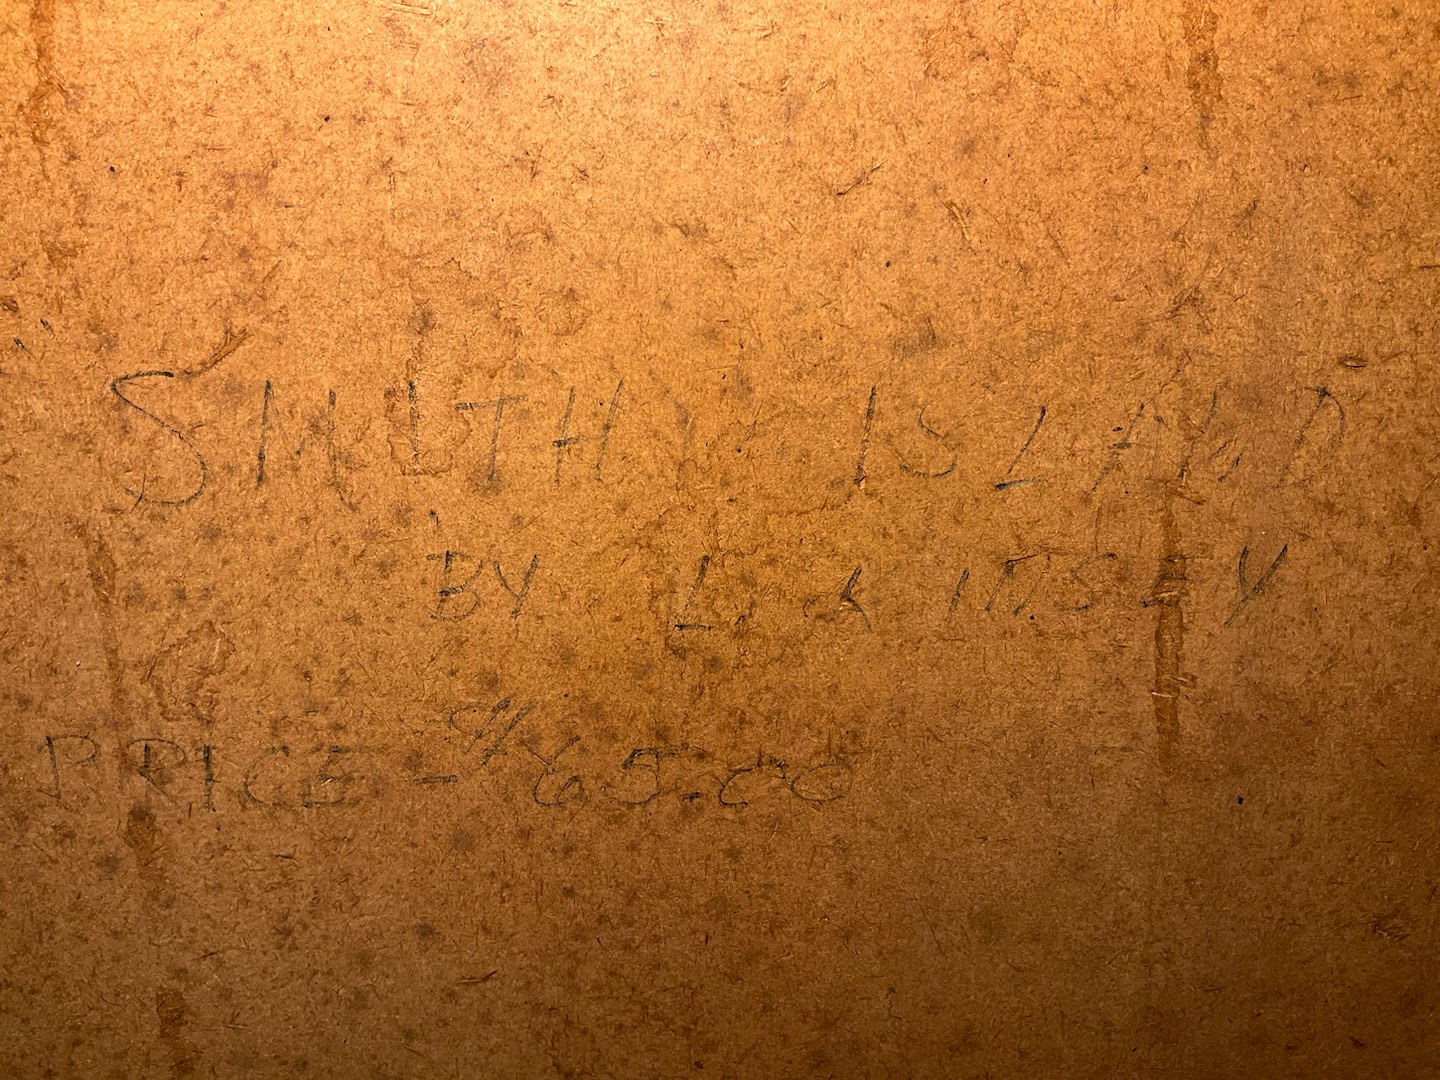 SMITH ISLAND
BY L.
PRICE - $65.00